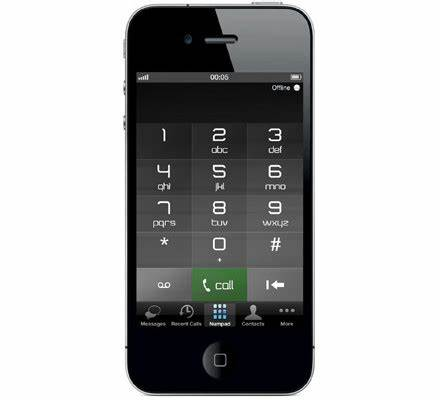 00:05
Offline
1 2 3
abc def
4 5 6
ghi jkl mno
7 8 9
pqrs tuv wxyz
* 0 #
+
call
Messages Recent Calls Numpad Contacts More